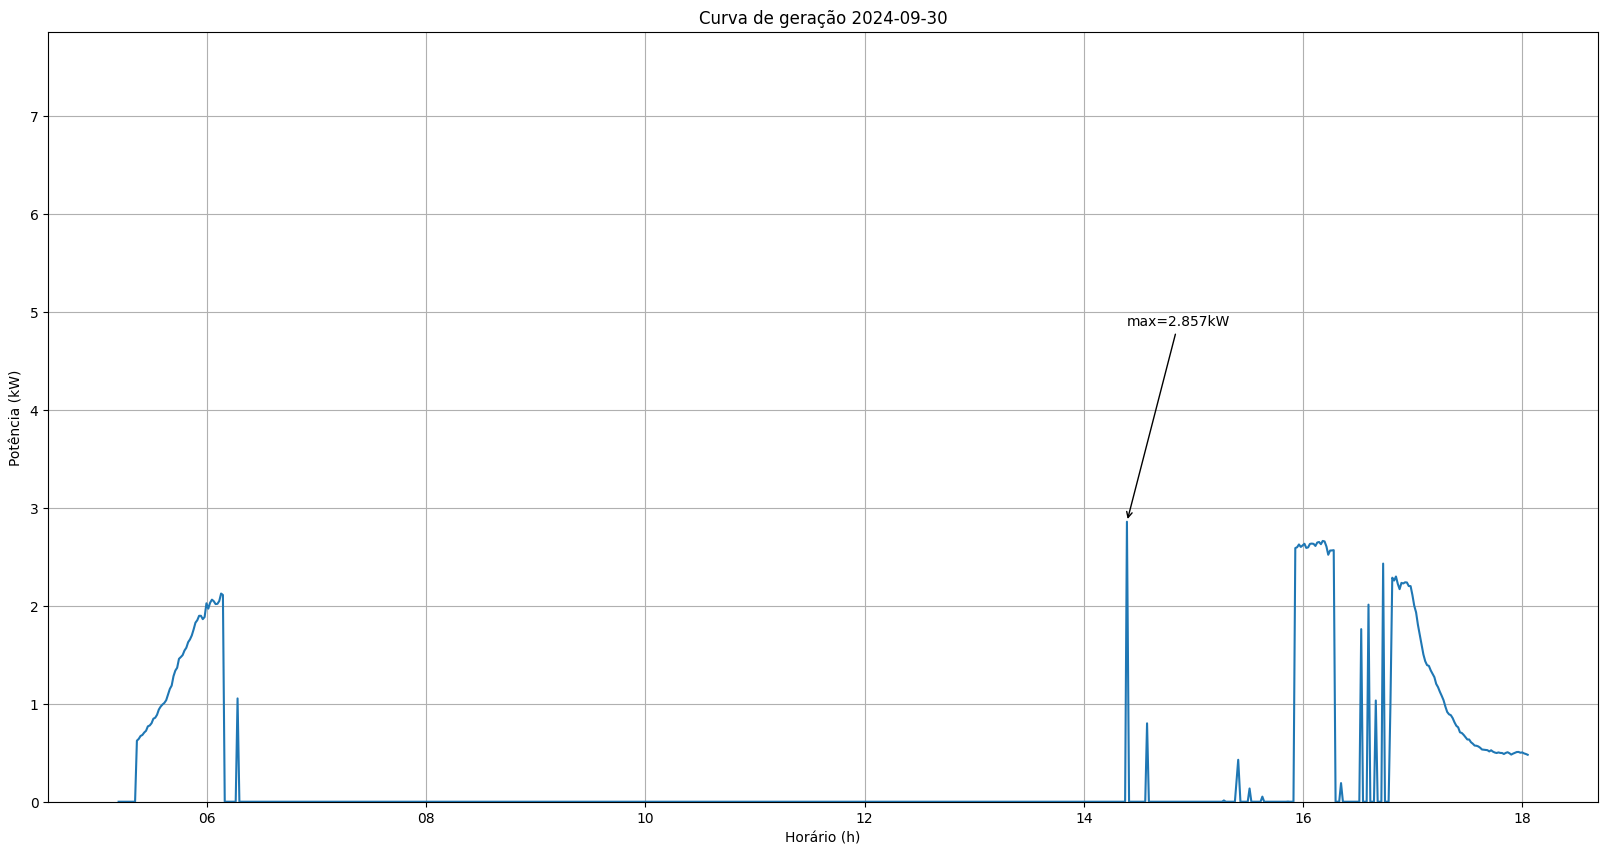 Curva de geração 2024-09-30
Potência (kW)
7
6
5
4
3
2
1
0
max=2.857kW
06 08 10 12 14 16 18
Horário (h)